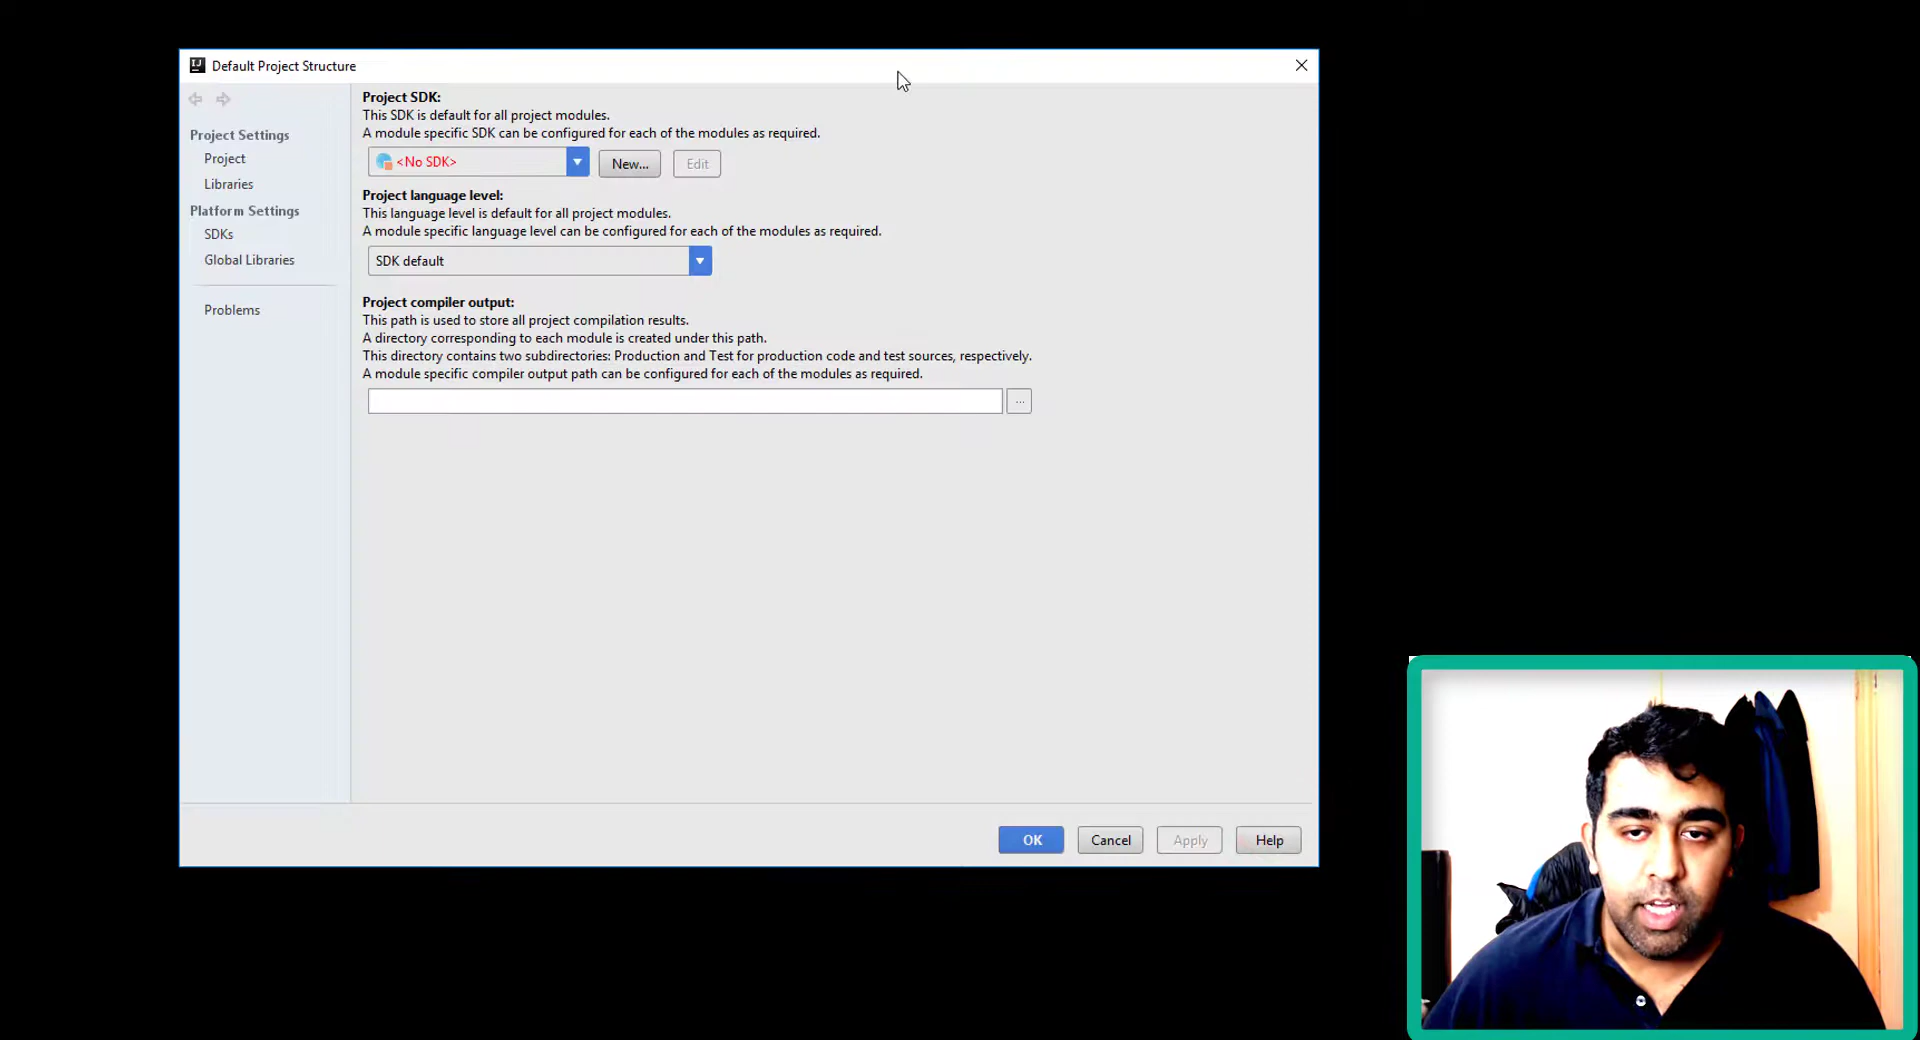 Default Project Structure
Project Settings
Project
Libraries
Platform Settings
SDKs
Global Libraries
Problems
Project SDK:
This SDK is default for all project modules.
A module specific SDK can be configured for each of the modules as required.
<No SDK>
New...
Edit
Project language level:
This language level is default for all project modules.
A module specific language level can be configured for each of the modules as required.
SDK default
Project compiler output:
This path is used to store all project compilation results.
A directory corresponding to each module is created under this path.
This directory contains two subdirectories: Production and Test for production code and test sources, respectively.
A module specific compiler output path can be configured for each of the modules as required.
...
OK
Cancel
Apply
Help